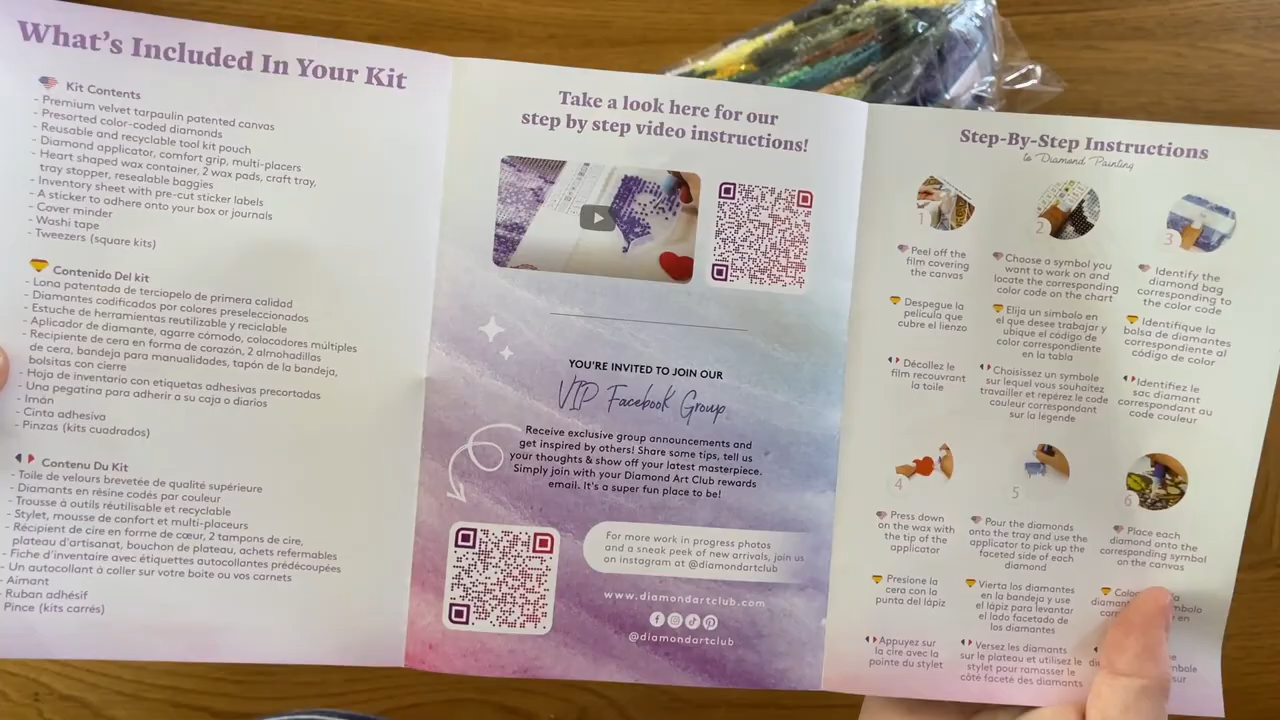 What's Included In Your Kit
Kit Contents
- Premium velvet tarpaulin patented canvas
- Presorted color-coded diamonds
- Reusable and recyclable tool kit pouch
- Diamond applicator, comfort grip, multi-placers
- Heart shaped wax container, 2 wax pads, craft tray,
tray stopper, resealable baggies
- Inventory sheet with pre-cut sticker labels
- A sticker to adhere onto your box or journals
- Cover minder
- Washi tape
- Tweezers (square kits)
Contenido Del kit
- Lona patentada de terciapelo de primera calidad
- Diamantes codificados por colores preseleccionados
- Estuche de herramientas reutilizable y reciclable
- Aplicador de diamante, agarre cómodo, colocadores múltiples
- Recipiente de cera en forma de corazón, 2 almohadillas
de cera, bandeja para manualidades, tapón de la bandeja,
bolsitas con cierre
- Hoja de inventario con etiquetas adhesivas precortadas
- Una pegatina para adherir a su caja o diarios
- Imán
- Cinta adhesiva
- Pinzas (kits cuadrados)
Contenu Du Kit
- Toile de velours brevetée de qualité supérieure
- Diamants en résine codés par couleur
- Trousse à outils réutilisable et recyclable
- Stylet, mousse de confort et multi-placeurs
- Récipient de cire en forme de cœur, 2 tampons de cire,
plateau d'artisanat, bouchon de plateau, achets refermables
- Fiche d'inventaire avec étiquettes autocollantes prédécoupées
- Un autocollant à coller sur votre boite ou vos carnets
- Aimant
- Ruban adhésif
- Pince (kits carrés)
Take a look here for our
step by step video instructions!
YOU'RE INVITED TO JOIN OUR
VIP Facebook Group
Receive exclusive group announcements and
get inspired by others! Share some tips, tell us
your thoughts & show off your latest masterpiece.
Simply join with your Diamond Art Club rewards
email. It's a super fun place to be!
For more work in progress photos
and a sneak peek of new arrivals, join us
on instagram at @diamondartclub
www.diamondartclub.com
@diamondartclub
Step-By-Step Instructions
to Diamond Painting
1
Peel off the
film covering
the canvas
Despegue la
pelicula que
cubre el lienzo
Décollez le
film recouvrant
la toile
2
Choose a symbol you
want to work on and
locate the corresponding
color code on the chart
Elija un simbolo en
el que desee trabajar y
ubique el código de
color correspondiente
en la tabla
Choisissez un symbole
sur lequel vous souhaitez
travailler et repérez le code
couleur correspondant
sur la légende
3
Identify the
diamond bag
corresponding to
the color code
Identifique la
bolsa de diamantes
correspondiente al
código de color
Identifiez le
sac diamant
correspondant au
code couleur
4
Press down
on the wax with
the tip of the
applicator
Presione la
cera con la
punta del lápiz
Appuyez sur
la cire avec la
pointe du stylet
5
Pour the diamonds
onto the tray and use the
applicator to pick up the
faceted side of each
diamond
Vierta los diamantes
en la bandeja y use
el lápiz para levantar
el lado facetado de
los diamantes
Versez les diamants
sur le plateau et utilisez le
stylet pour ramasser le
côté faceté des diamants
6
Place each
diamond onto the
corresponding symbol
on the canvas